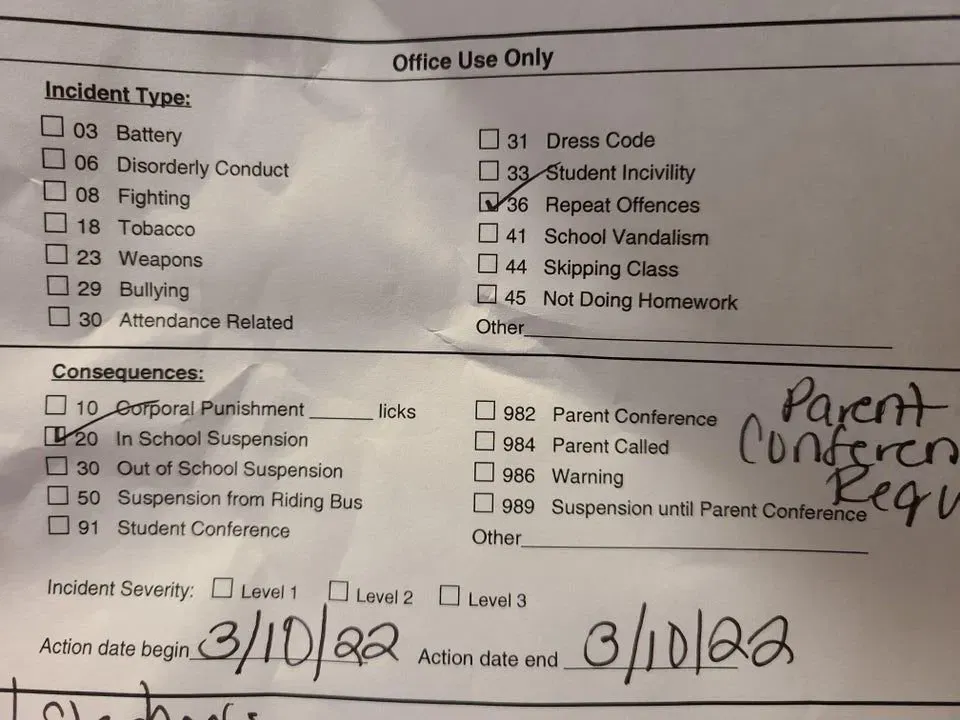 Office Use Only
Incident Type:
03 Battery
06 Disorderly Conduct
08 Fighting
18 Tobacco
23 Weapons
29 Bullying
30 Attendance Related
31 Dress Code
33 Student Incivility
36 Repeat Offences
41 School Vandalism
44 Skipping Class
45 Not Doing Homework
Other
Consequences:
10 Corporal Punishment ______ licks
20 In School Suspension
30 Out of School Suspension
50 Suspension from Riding Bus
91 Student Conference
982 Parent Conference
984 Parent Called
986 Warning
989 Suspension until Parent Conference
Other
Parent
Conferen
Requ
Incident Severity: Level 1 Level 2 Level 3
Action date begin 3/10/22 Action date end 3/10/22